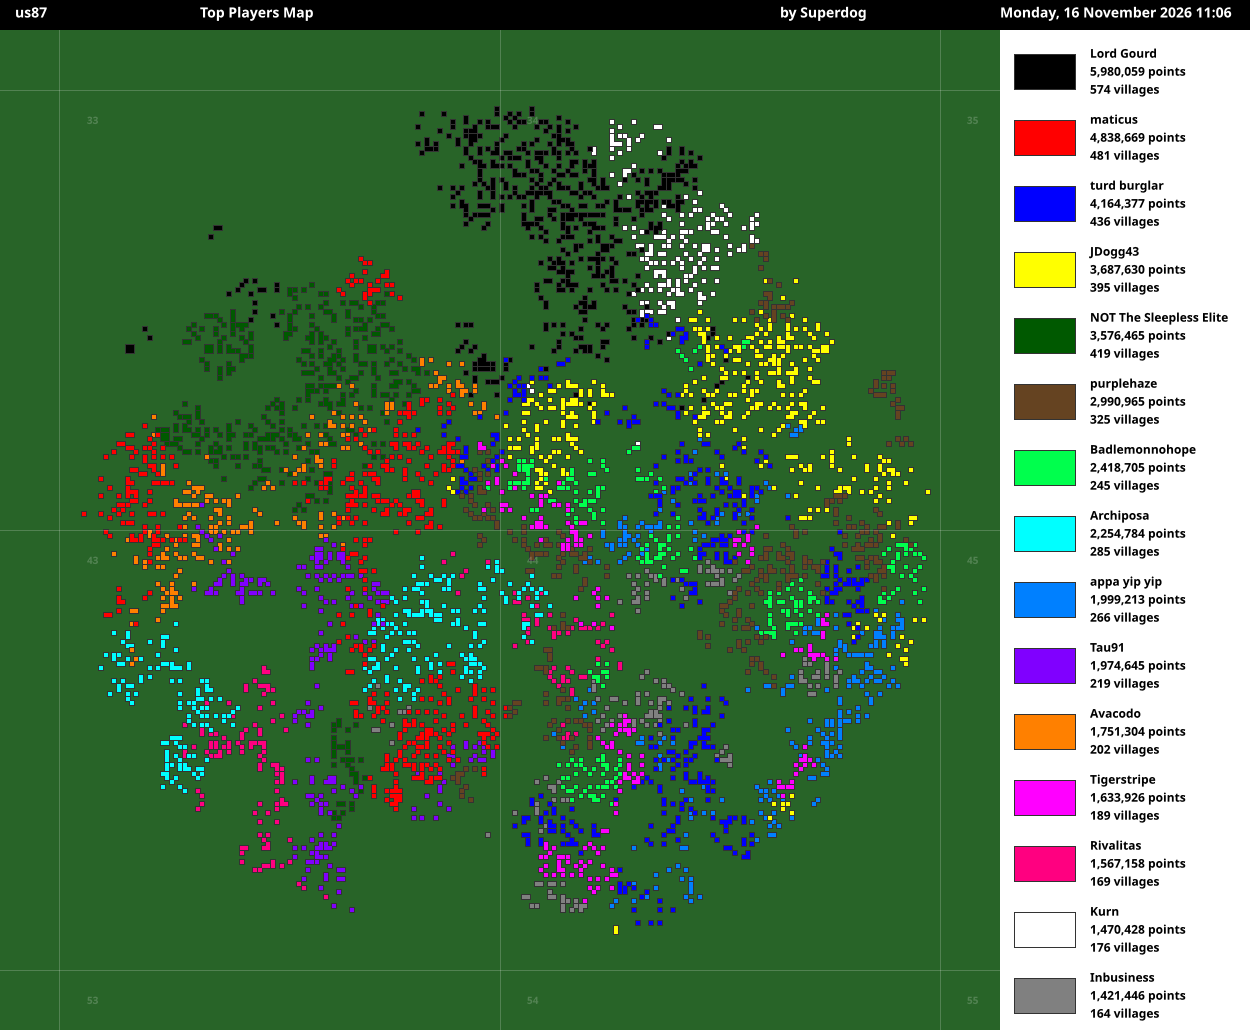 us87 Top Players Map by Superdog Monday, 16 November 2026 11:06
33 34 35
43 44 45
53 54 55
Lord Gourd
5,980,059 points
574 villages
maticus
4,838,669 points
481 villages
turd burglar
4,164,377 points
436 villages
JDogg43
3,687,630 points
395 villages
NOT The Sleepless Elite
3,576,465 points
419 villages
purplehaze
2,990,965 points
325 villages
Badlemonnohope
2,418,705 points
245 villages
Archiposa
2,254,784 points
285 villages
appa yip yip
1,999,213 points
266 villages
Tau91
1,974,645 points
219 villages
Avacodo
1,751,304 points
202 villages
Tigerstripe
1,633,926 points
189 villages
Rivalitas
1,567,158 points
169 villages
Kurn
1,470,428 points
176 villages
Inbusiness
1,421,446 points
164 villages